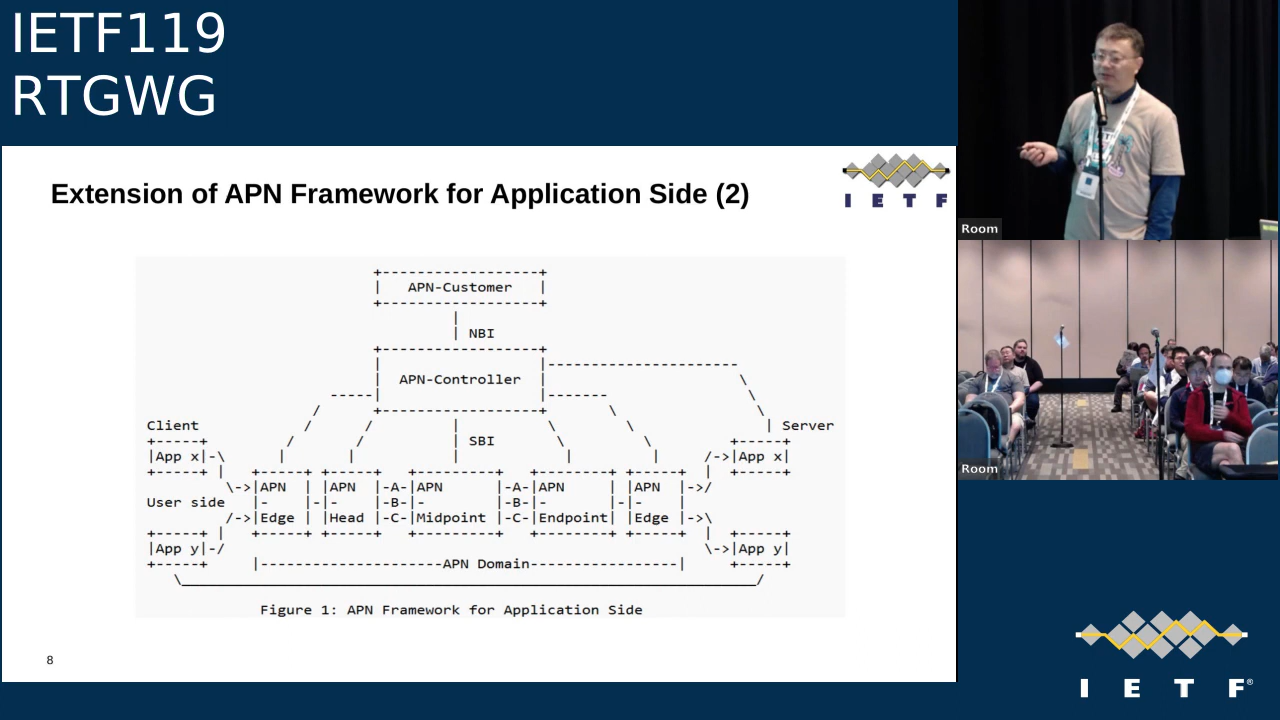 IETF119
RTGWG
Extension of APN Framework for Application Side (2)
I E T F
+-------------------+
|   APN-Customer   |
+-------------------+
|
| NBI
+-------------------+
|                   |-----------------------
|  APN-Controller   |                        \
-----|                   |-------                  \
/      +-------------------+        \                 \
Client             /      /          |           \        \                | Server
+-----+          /      /            | SBI        \        \         +-----+
|App x|-\       |       |            |             |         |    /->|App x|
+-----+ |   +-----+ +-----+   +----------+   +---------+ +-----+  |  +-----+
\->|APN  | |APN  |-A-|APN       |-A-|APN      | |APN  |->/
User side   |-    |-|-    |-B-|-         |-B-|-        |-|-    |
/->|Edge | |Head |-C-|Midpoint |-C-|Endpoint| |Edge |->\
+-----+ |   +-----+ +-----+   +----------+   +---------+ +-----+  |  +-----+
|App y|-/                                                      \->|App y|
+-----+      |----------------------APN Domain------------------|     +-----+
\_____________________________________________________________________/
Figure 1: APN Framework for Application Side
8
Room
Room
I E T F®